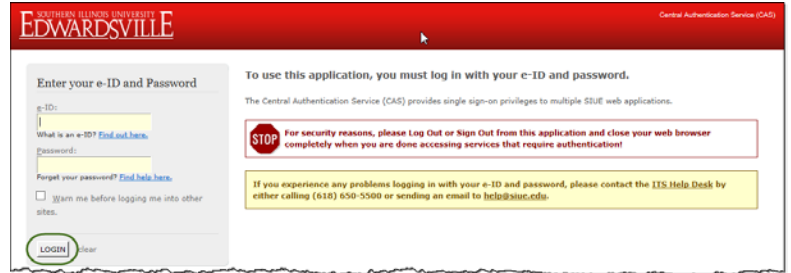 SOUTHERN ILLINOIS UNIVERSITY
EDWARDSVILLE
Central Authentication Service (CAS)
Enter your e-ID and Password
e-ID:
What is an e-ID? Find out here.
Password:
Forget your password? Find help here.
Warn me before logging me into other
sites.
LOGIN clear
To use this application, you must log in with your e-ID and password.
The Central Authentication Service (CAS) provides single sign-on privileges to multiple SIUE web applications.
STOP
For security reasons, please Log Out or Sign Out from this application and close your web browser
completely when you are done accessing services that require authentication!
If you experience any problems logging in with your e-ID and password, please contact the ITS Help Desk by
either calling (618) 650-5500 or sending an email to help@siue.edu.